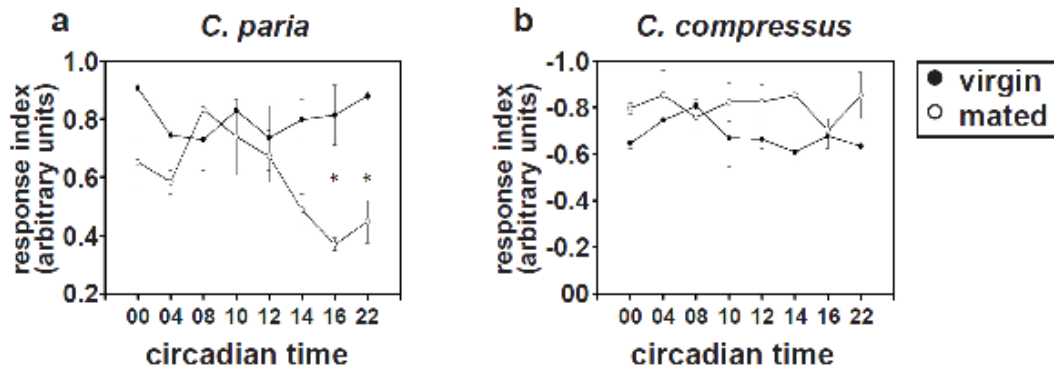 a C. paria
response index
(arbitrary units)
1.0
0.8
0.6
0.4
0.2
* *
00 04 08 10 12 14 16 22
circadian time
b C. compressus
response index
(arbitrary units)
-1.0
-0.8
-0.6
-0.4
-0.2
00
00 04 08 10 12 14 16 22
circadian time
virgin
mated